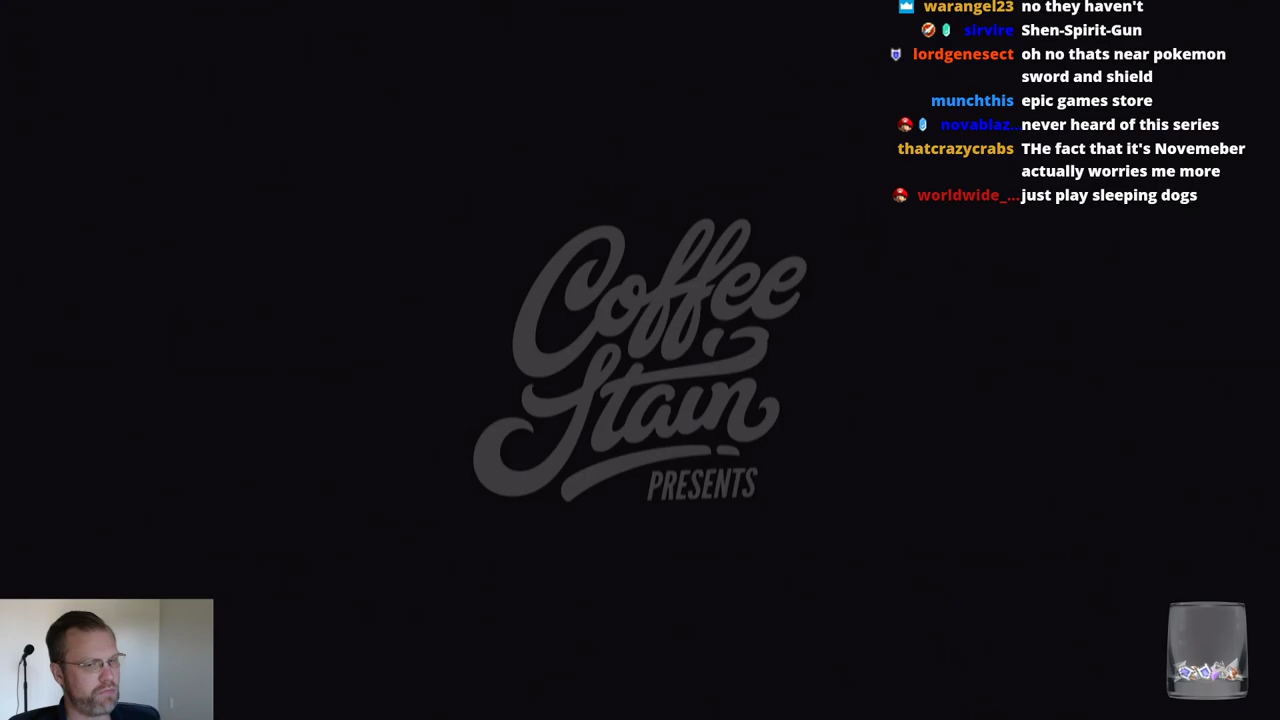 warangel23 no they haven't
sirvire Shen-Spirit-Gun
lordgenesect oh no thats near pokemon
sword and shield
munchthis epic games store
novablaz... never heard of this series
thatcrazycrabs THe fact that it's Novemeber
actually worries me more
worldwide_... just play sleeping dogs
Coffee
Stain
PRESENTS